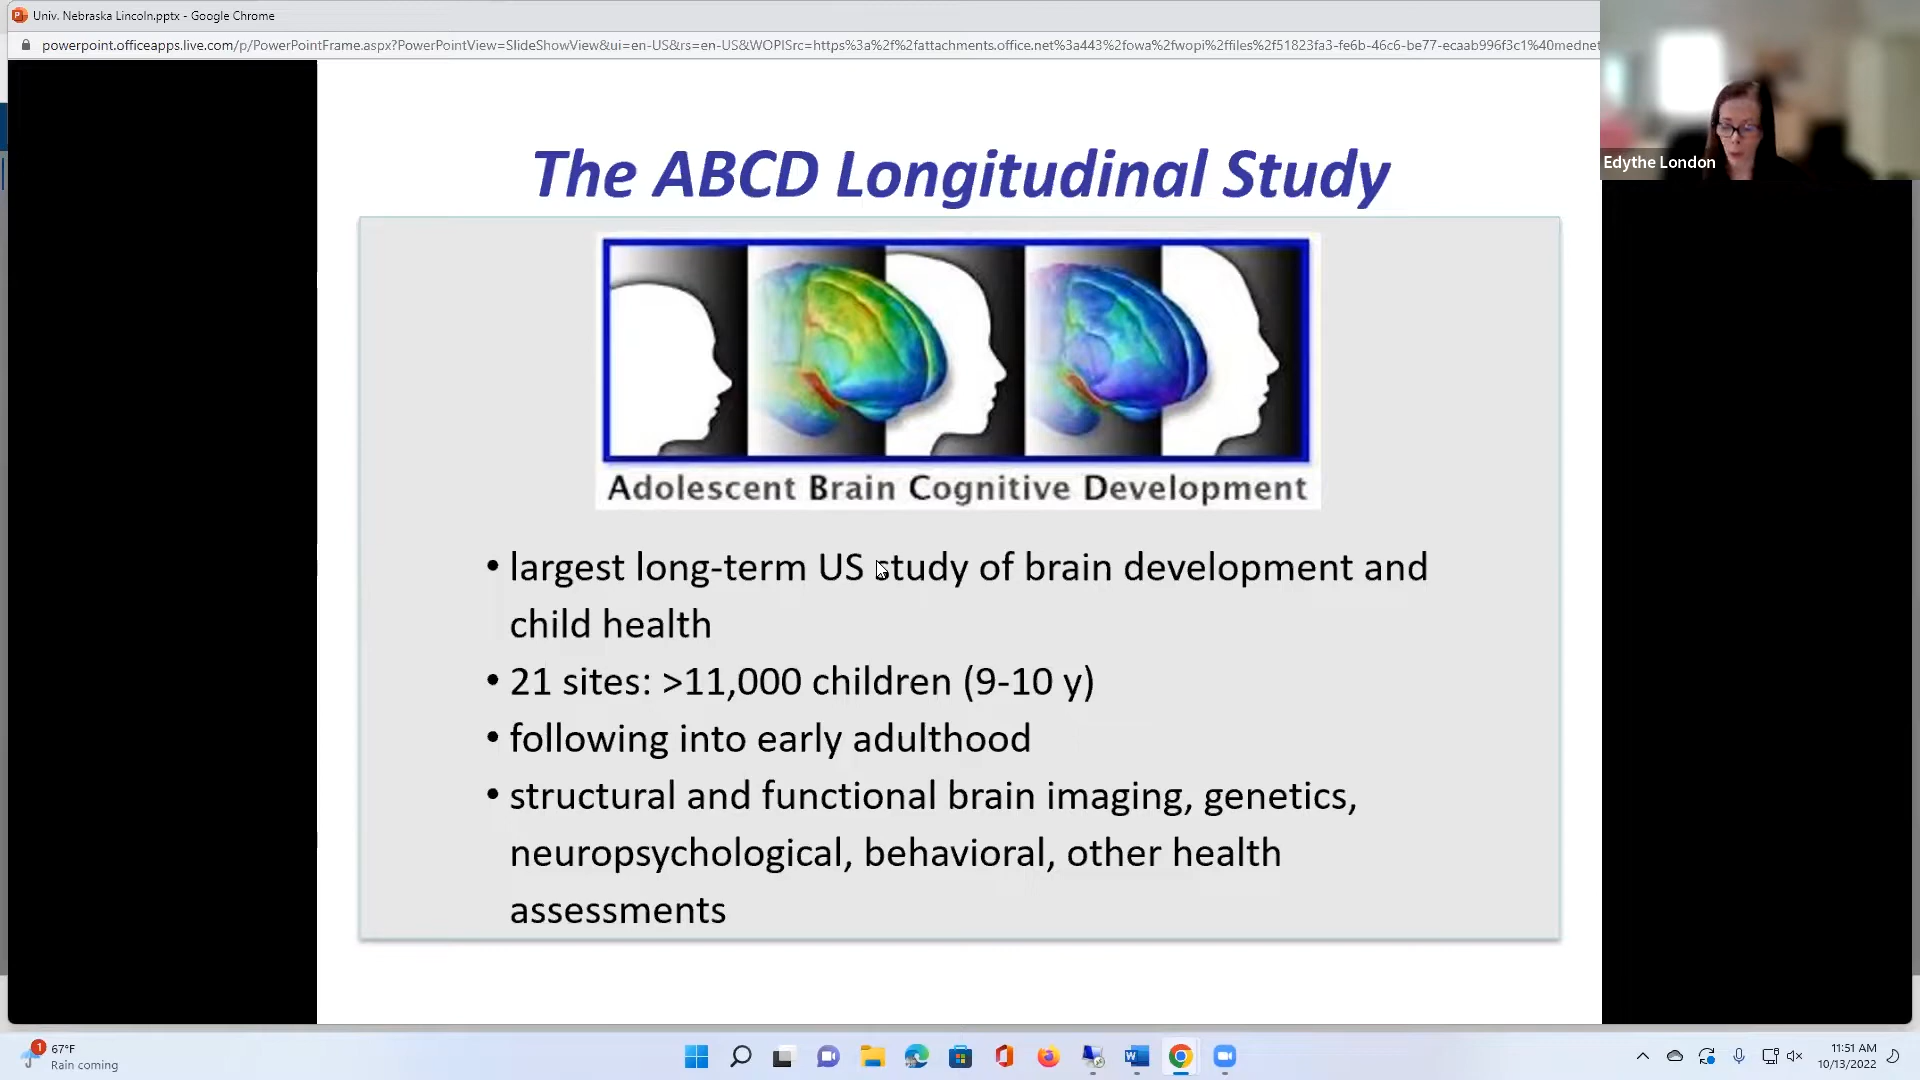 Univ. Nebraska Lincoln.pptx - Google Chrome
powerpoint.officeapps.live.com/p/PowerPointFrame.aspx?PowerPointView=SlideShowView&ui=en-US&rs=en-US&WOPISrc=https%3a%2f%2fattachments.office.net%3a443%2fowa%2fwopi%2ffiles%2f51823fa3-fe6b-46c6-be77-ecaab996f3c1%40mednet
Edythe London
The ABCD Longitudinal Study
Adolescent Brain Cognitive Development
• largest long-term US study of brain development and
child health
• 21 sites: >11,000 children (9-10 y)
• following into early adulthood
• structural and functional brain imaging, genetics,
neuropsychological, behavioral, other health
assessments
1
67°F
Rain coming
11:51 AM
10/13/2022